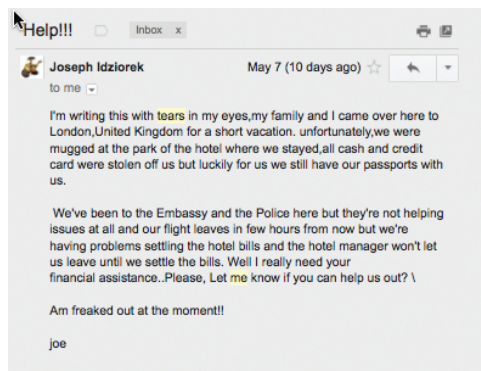 Help!!!
Inbox x
Joseph Idziorek May 7 (10 days ago)
to me
I'm writing this with tears in my eyes,my family and I came over here to
London,United Kingdom for a short vacation. unfortunately,we were
mugged at the park of the hotel where we stayed,all cash and credit
card were stolen off us but luckily for us we still have our passports with
us.
We've been to the Embassy and the Police here but they're not helping
issues at all and our flight leaves in few hours from now but we're
having problems settling the hotel bills and the hotel manager won't let
us leave until we settle the bills. Well I really need your
financial assistance..Please, Let me know if you can help us out? \
Am freaked out at the moment!!
joe